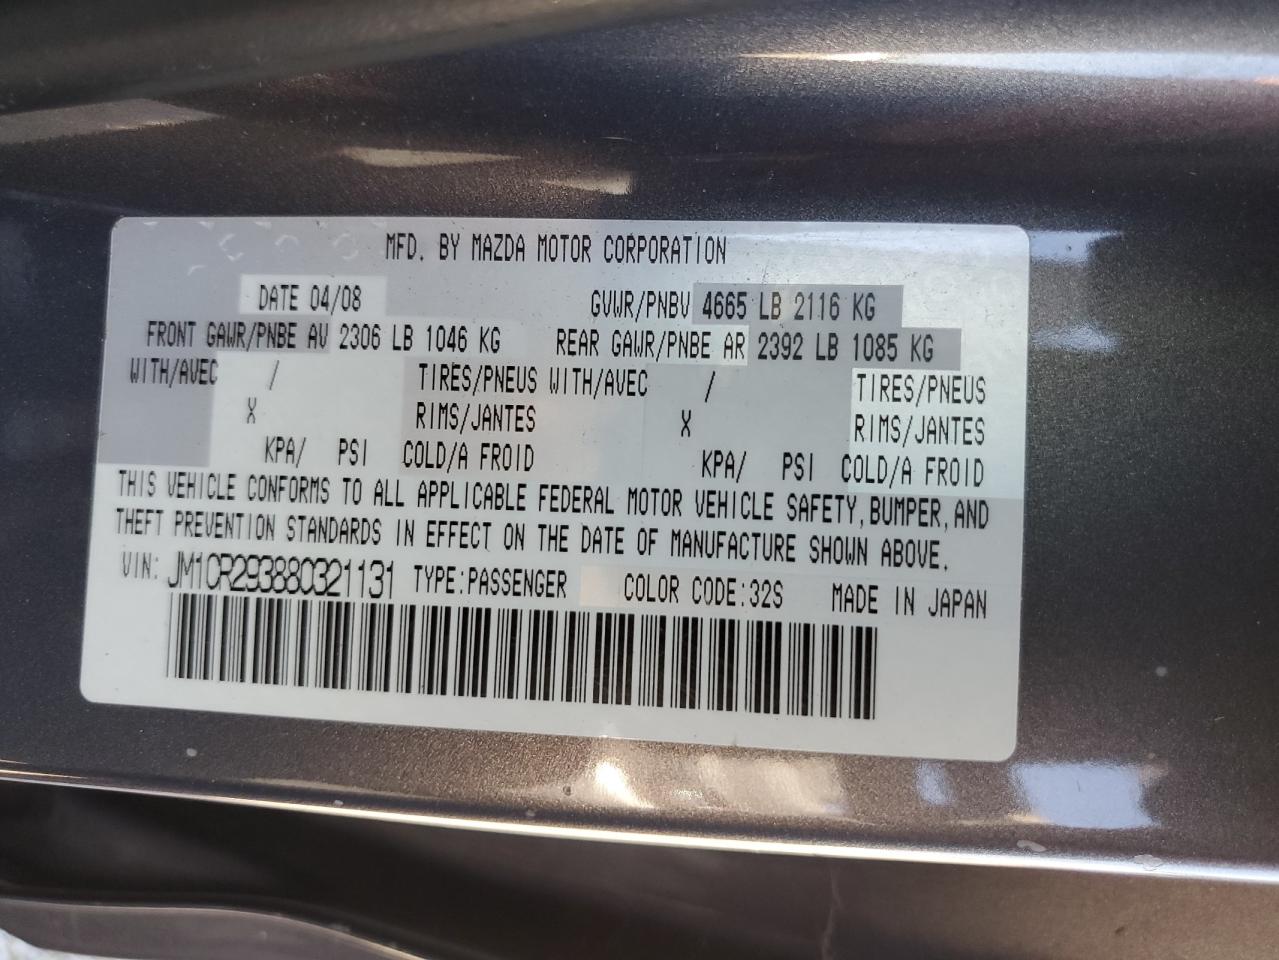 MFD. BY MAZDA MOTOR CORPORATION
DATE 04/08 GVWR/PNBV 4665 LB 2116 KG
FRONT GAWR/PNBE AV 2306 LB 1046 KG REAR GAWR/PNBE AR 2392 LB 1085 KG
WITH/AVEC / TIRES/PNEUS WITH/AVEC / TIRES/PNEUS
X RIMS/JANTES X RIMS/JANTES
KPA/ PSI COLD/A FROID KPA/ PSI COLD/A FROID
THIS VEHICLE CONFORMS TO ALL APPLICABLE FEDERAL MOTOR VEHICLE SAFETY, BUMPER, AND
THEFT PREVENTION STANDARDS IN EFFECT ON THE DATE OF MANUFACTURE SHOWN ABOVE.
VIN: JM1CR293880321131 TYPE:PASSENGER COLOR CODE:32S MADE IN JAPAN